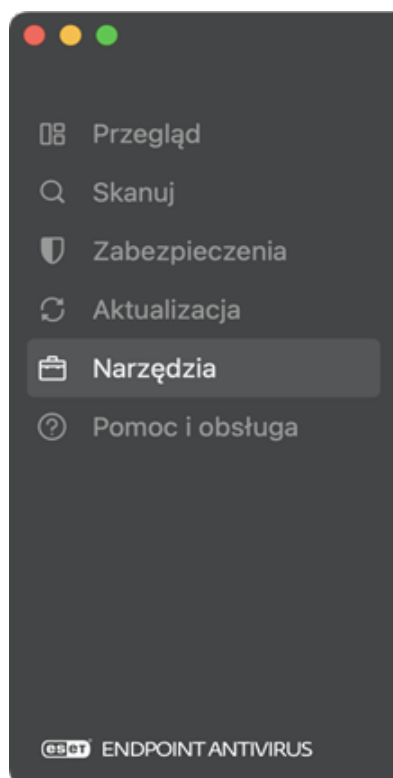 Przegląd
Skanuj
Zabezpieczenia
Aktualizacja
Narzędzia
Pomoc i obsługa
eset ENDPOINT ANTIVIRUS